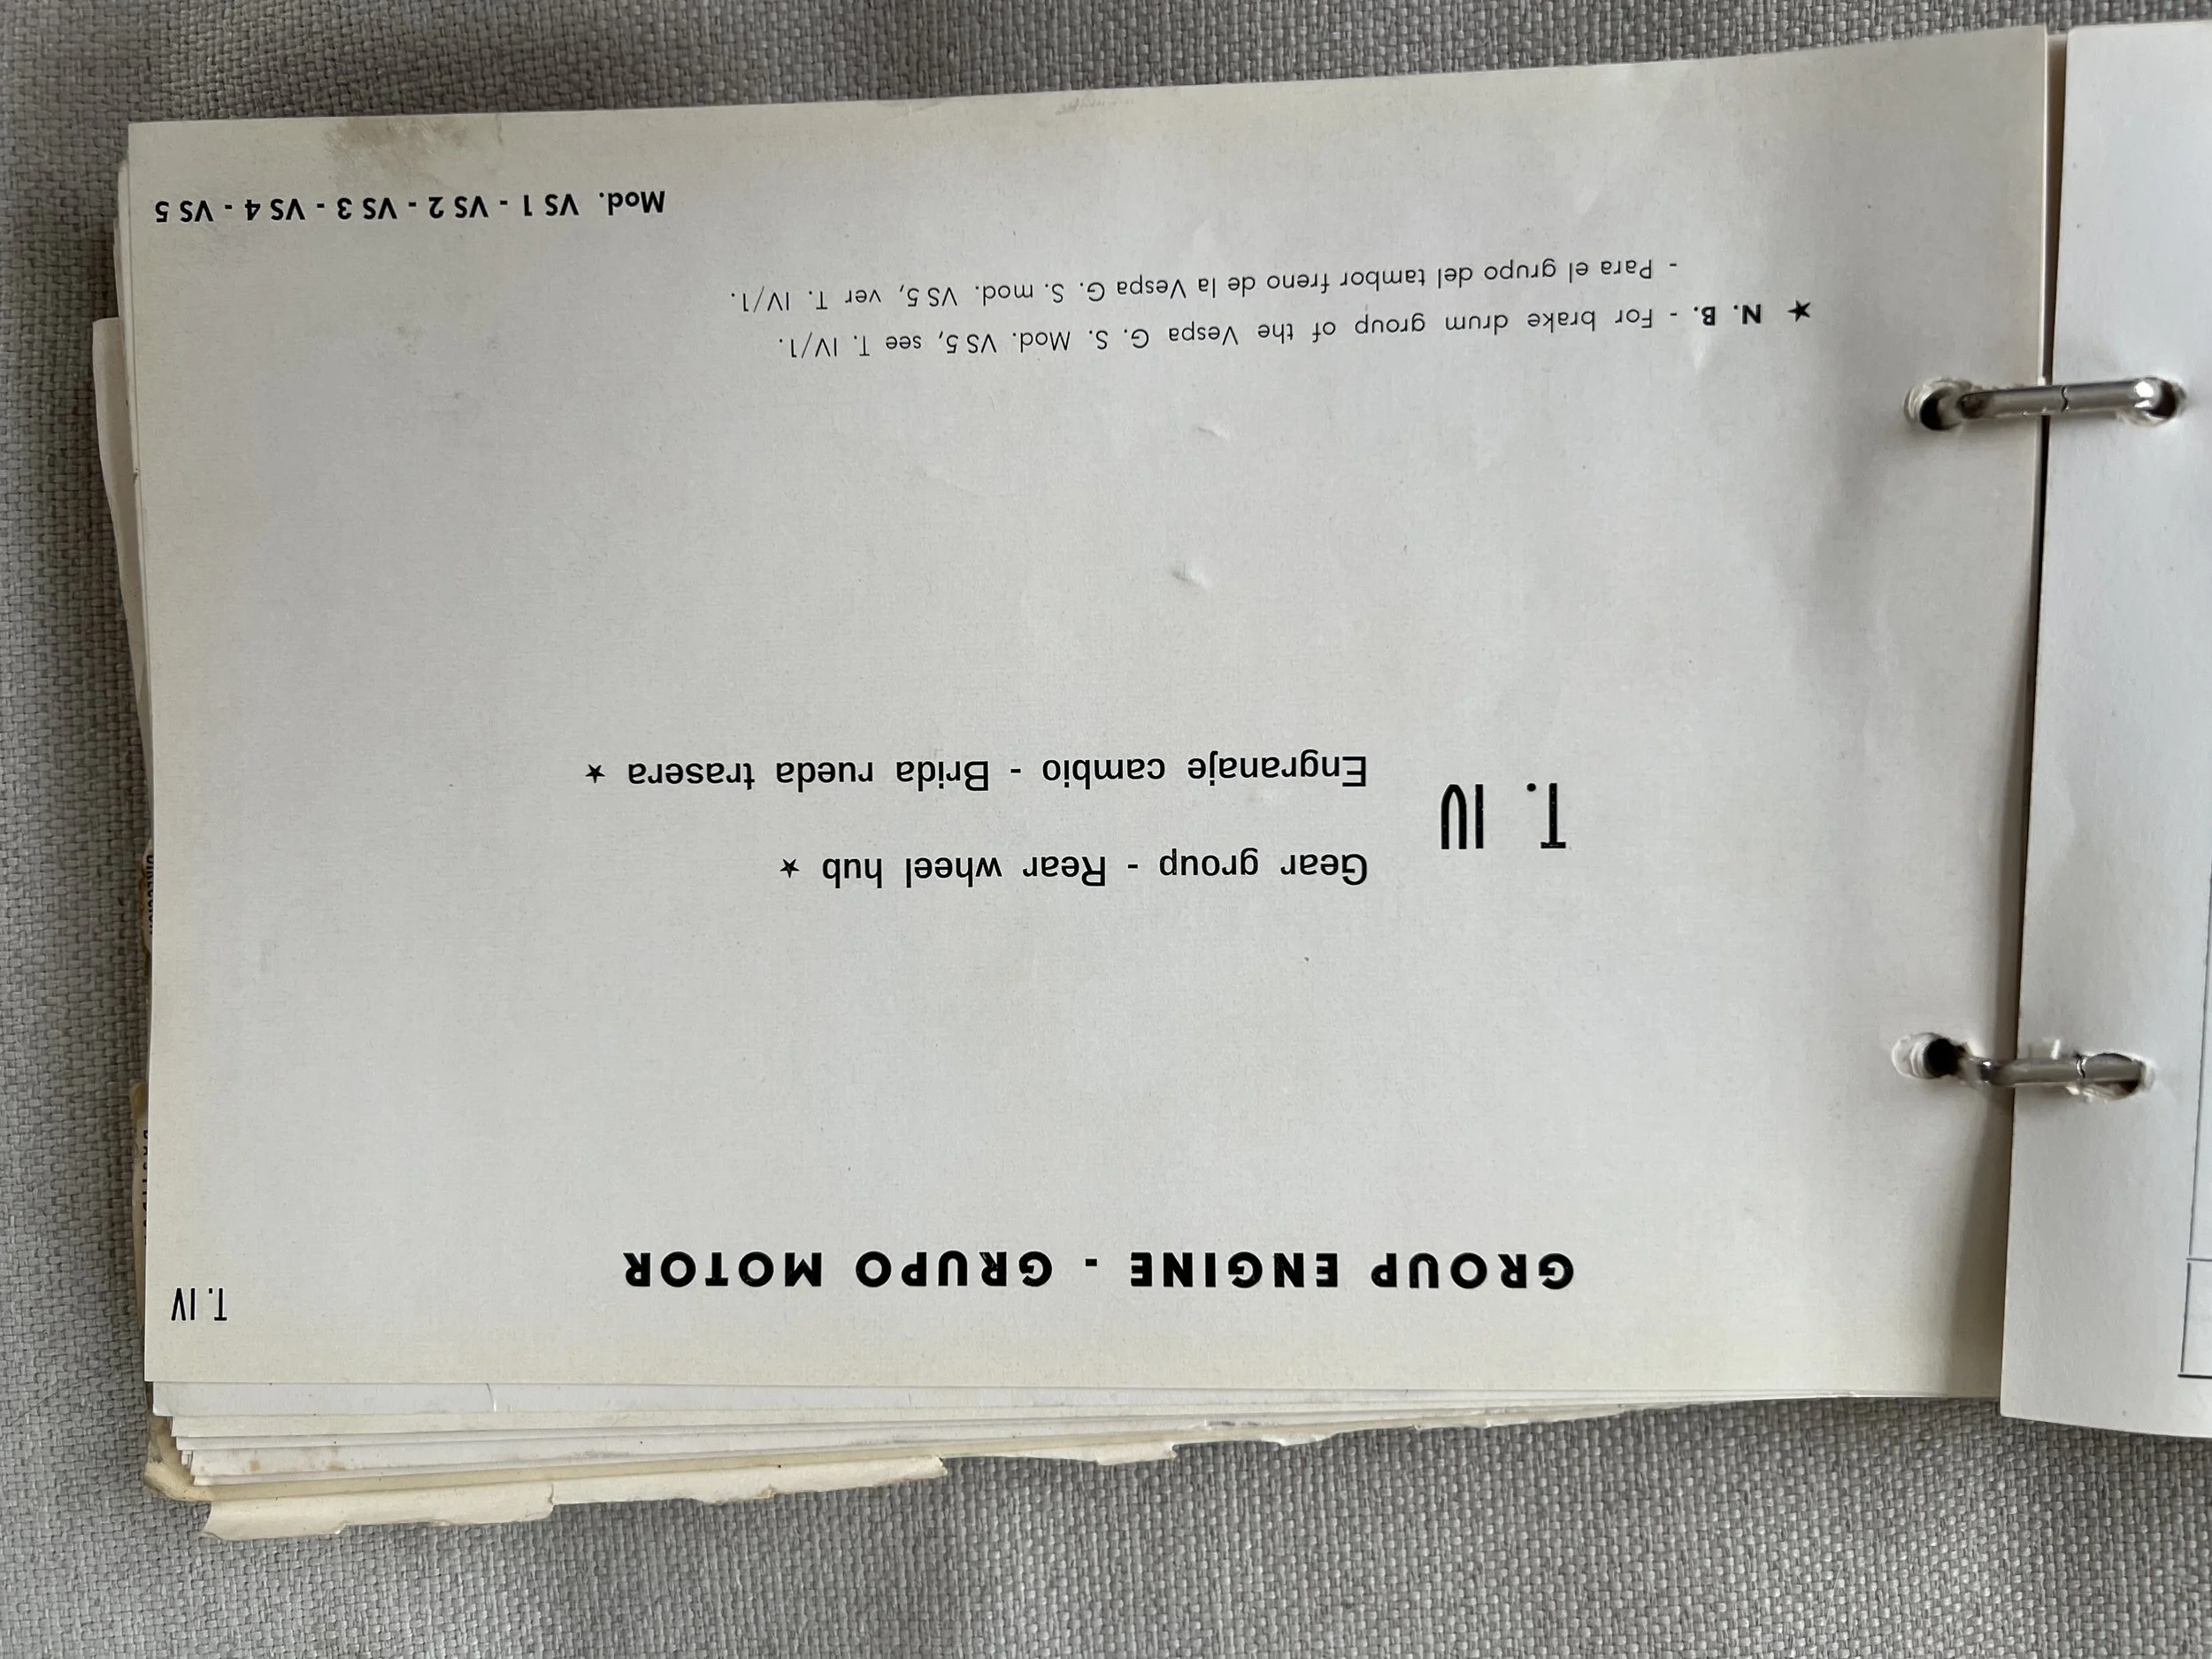 T. IV
GROUP ENGINE - GRUPO MOTOR
T. IV
Gear group - Rear wheel hub ★
Engranaje cambio - Brida rueda trasera ★
★ N. B. - For brake drum group of the Vespa G. S. Mod. VS 5, see T. IV/1.
- Para el grupo del tambor freno de la Vespa G. S. mod. VS 5, ver T. IV/1.
Mod. VS 1 - VS 2 - VS 3 - VS 4 - VS 5